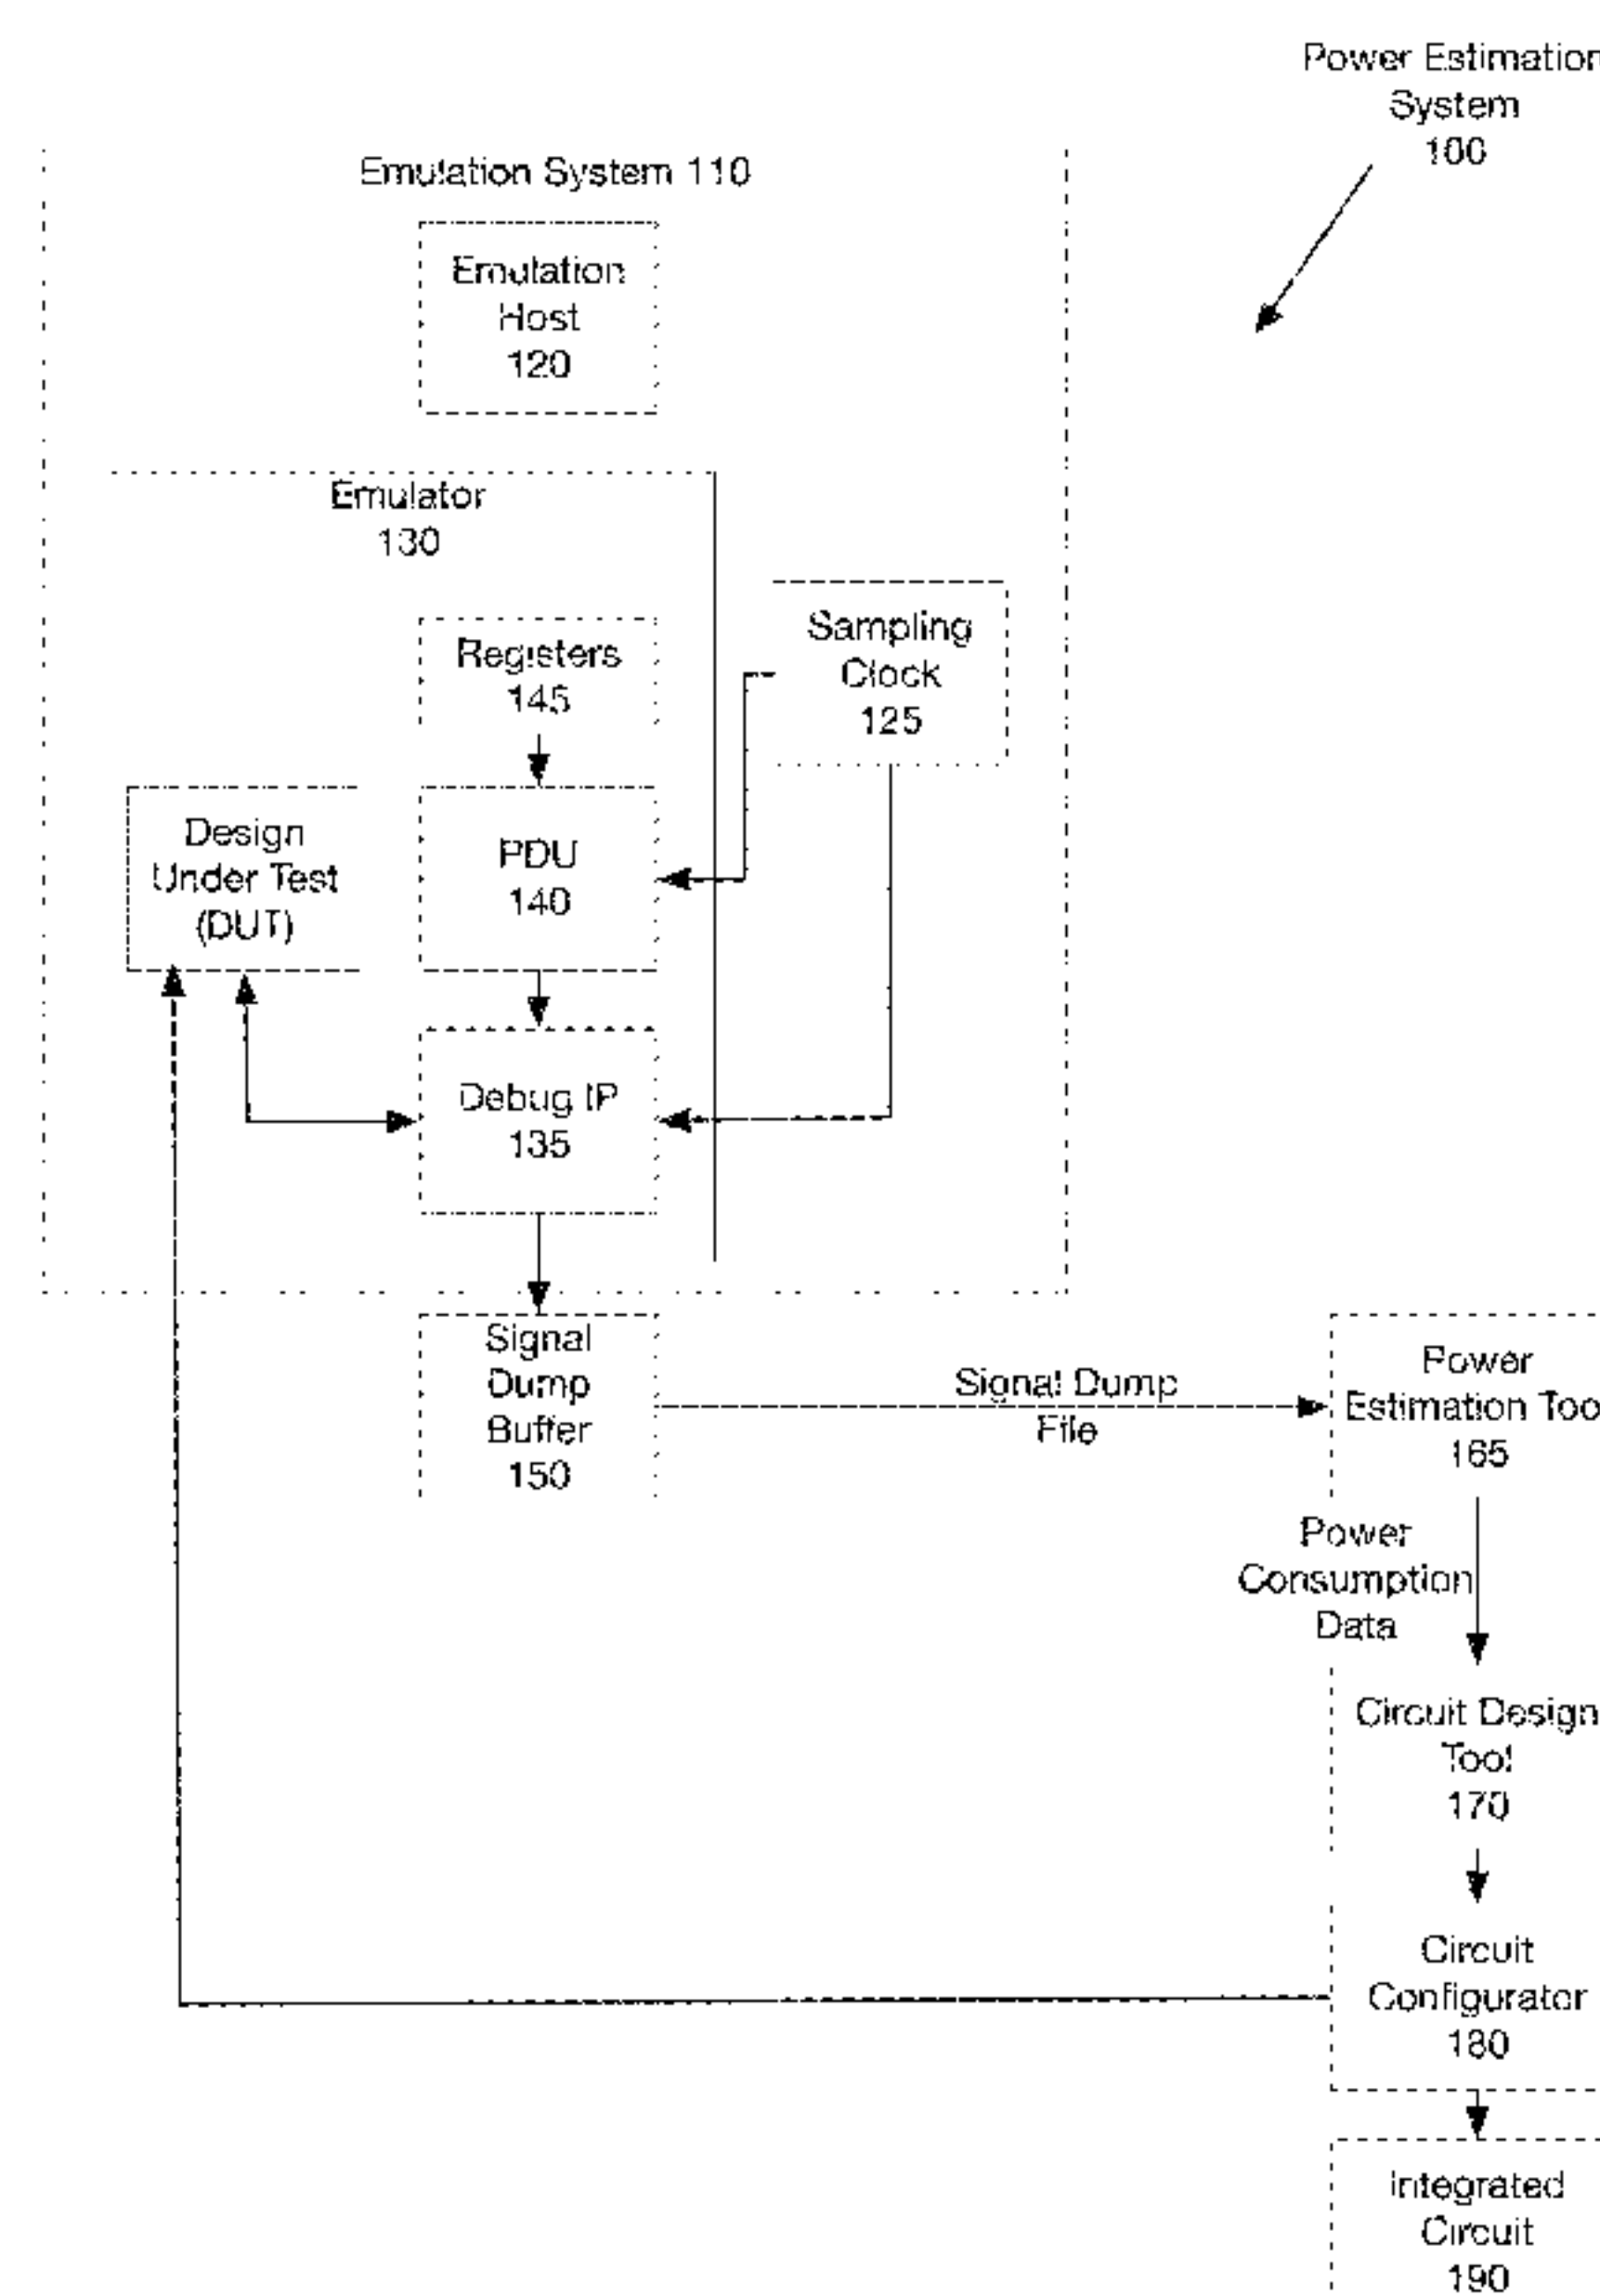 Power Estimation
System
100
Emulation System 110
Emulation
Host
120
Emulator
130
Sampling
Clock
125
Registers
145
Design
Under Test
(DUT)
PDU
140
Debug IP
135
Signal
Dump
Buffer
150
Signal Dump
File
Power
Estimation Too
165
Power
Consumption
Data
Circuit Design
Tool
170
Circuit
Configurator
180
Integrated
Circuit
190